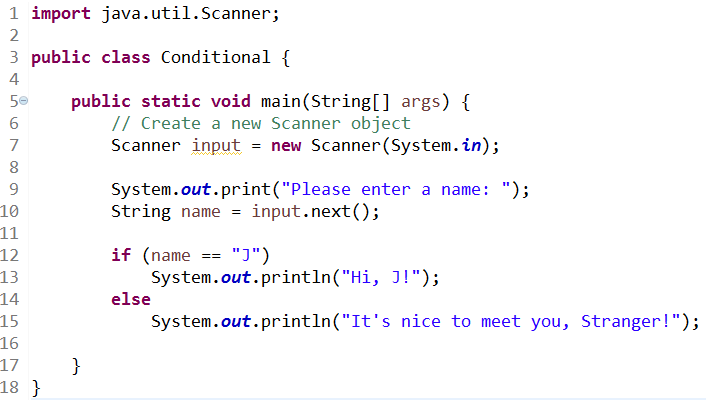 1 import java.util.Scanner;
2
3 public class Conditional {
4
5     public static void main(String[] args) {
6         // Create a new Scanner object
7         Scanner input = new Scanner(System.in);
8
9         System.out.print("Please enter a name: ");
10         String name = input.next();
11
12         if (name == "J")
13             System.out.println("Hi, J!");
14         else
15             System.out.println("It's nice to meet you, Stranger!");
16
17     }
18 }